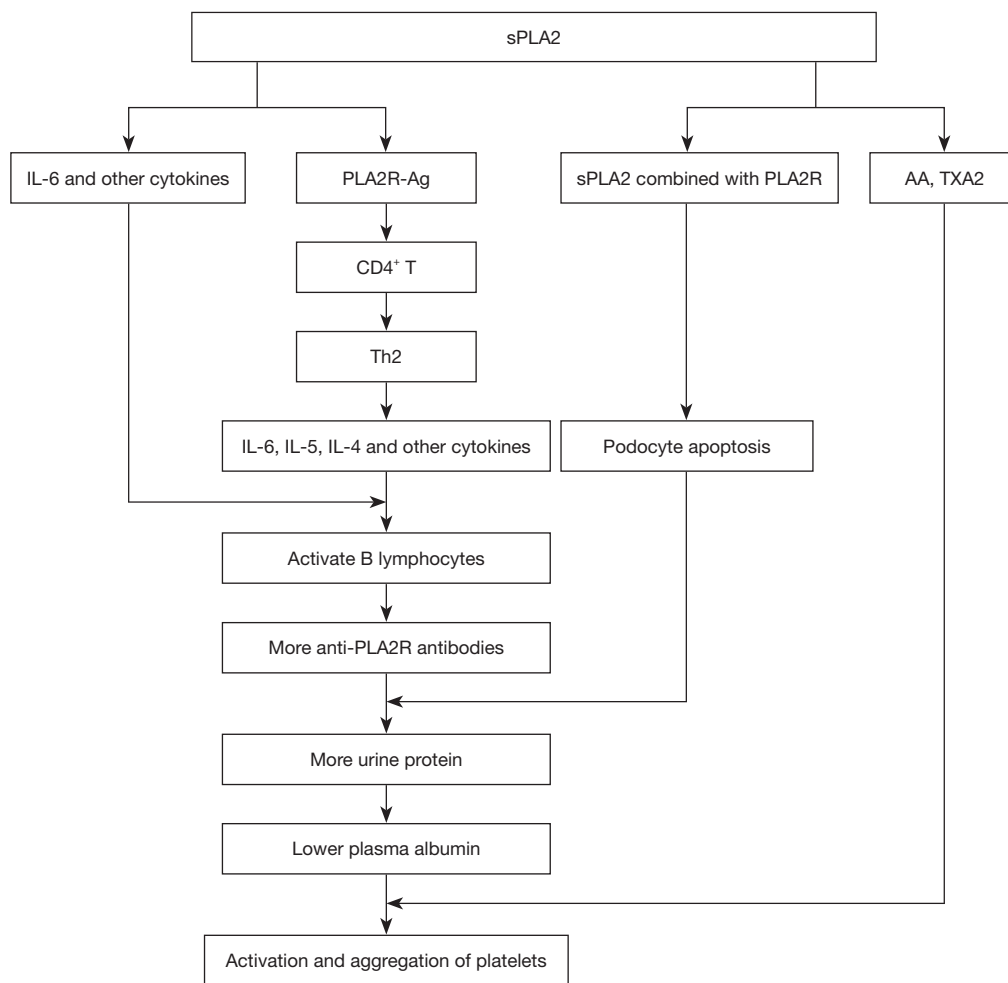 sPLA2
IL-6 and other cytokines
PLA2R-Ag
sPLA2 combined with PLA2R
AA, TXA2
CD4⁺ T
Th2
IL-6, IL-5, IL-4 and other cytokines
Podocyte apoptosis
Activate B lymphocytes
More anti-PLA2R antibodies
More urine protein
Lower plasma albumin
Activation and aggregation of platelets